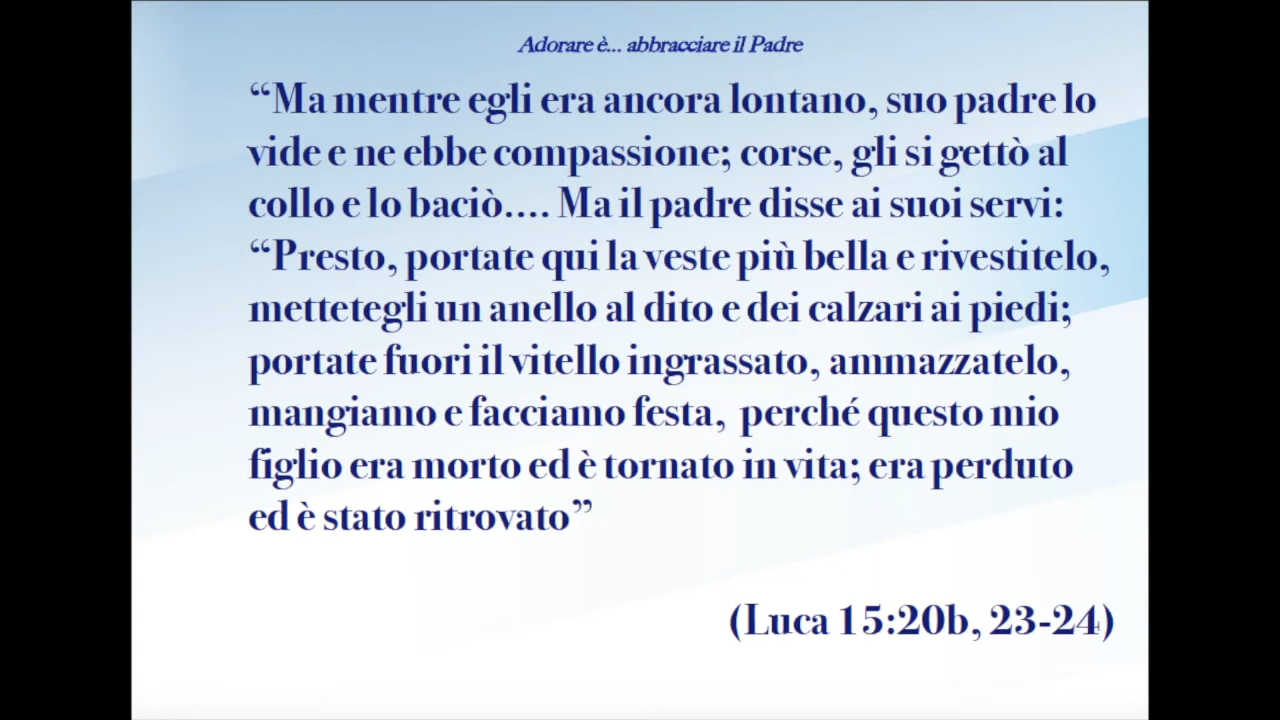 Adorare è... abbracciare il Padre
“Ma mentre egli era ancora lontano, suo padre lo
vide e ne ebbe compassione; corse, gli si gettò al
collo e lo baciò.... Ma il padre disse ai suoi servi:
“Presto, portate qui la veste più bella e rivestitelo,
mettetegli un anello al dito e dei calzari ai piedi;
portate fuori il vitello ingrassato, ammazzatelo,
mangiamo e facciamo festa, perché questo mio
figlio era morto ed è tornato in vita; era perduto
ed è stato ritrovato”
(Luca 15:20b, 23-24)